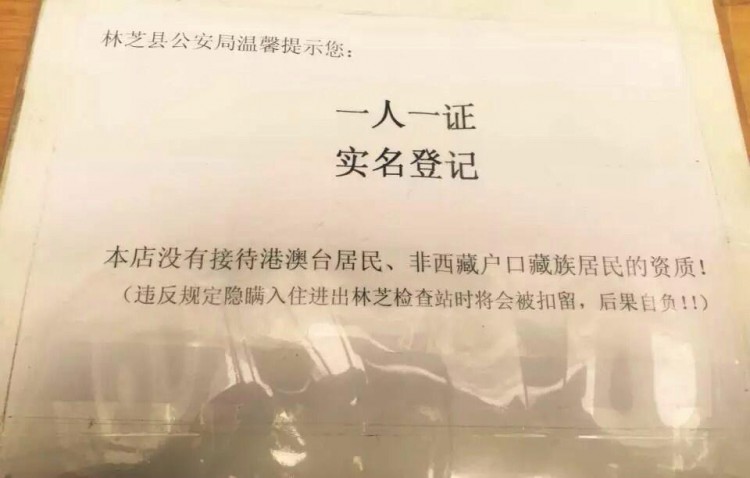 林芝县公安局温馨提示您：
一人一证
实名登记
本店没有接待港澳台居民、非西藏户口藏族居民的资质！
（违反规定隐瞒入住进出林芝检查站时将会被扣留，后果自负!!）